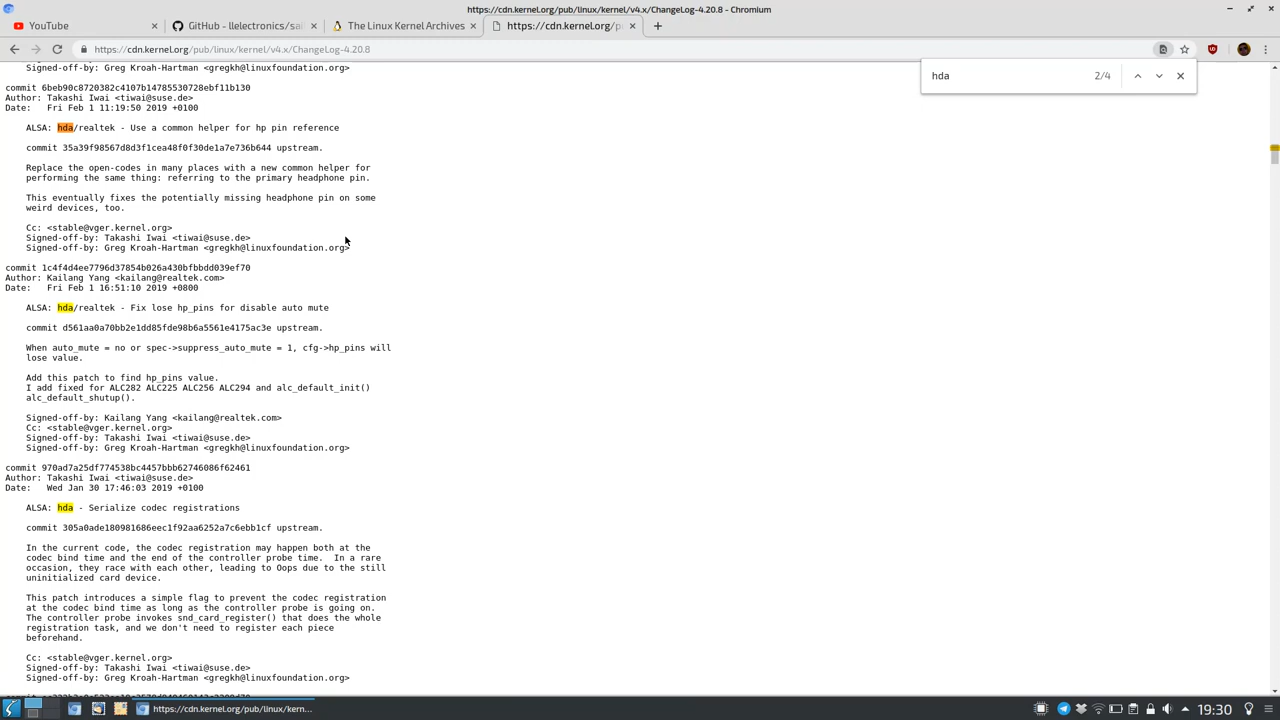 https://cdn.kernel.org/pub/linux/kernel/v4.x/ChangeLog-4.20.8 - Chromium
YouTube
GitHub - llelectronics/sail
The Linux Kernel Archives
https://cdn.kernel.org/pu
https://cdn.kernel.org/pub/linux/kernel/v4.x/ChangeLog-4.20.8
hda
2/4
Signed-off-by: Greg Kroah-Hartman <gregkh@linuxfoundation.org>
commit 6beb90c8720382c4107b14785530728ebf11b130
Author: Takashi Iwai <tiwai@suse.de>
Date: Fri Feb 1 11:19:50 2019 +0100
ALSA: hda/realtek - Use a common helper for hp pin reference
commit 35a39f98567d8d3f1cea48f0f30de1a7e736b644 upstream.
Replace the open-codes in many places with a new common helper for
performing the same thing: referring to the primary headphone pin.
This eventually fixes the potentially missing headphone pin on some
weird devices, too.
Cc: <stable@vger.kernel.org>
Signed-off-by: Takashi Iwai <tiwai@suse.de>
Signed-off-by: Greg Kroah-Hartman <gregkh@linuxfoundation.org>
commit 1c4f4d4ee7796d37854b026a430bfbbdd039ef70
Author: Kailang Yang <kailang@realtek.com>
Date: Fri Feb 1 16:51:10 2019 +0800
ALSA: hda/realtek - Fix lose hp_pins for disable auto mute
commit d561aa0a70bb2e1dd85fde98b6a5561e4175ac3e upstream.
When auto_mute = no or spec->suppress_auto_mute = 1, cfg->hp_pins will
lose value.
Add this patch to find hp_pins value.
I add fixed for ALC282 ALC225 ALC256 ALC294 and alc_default_init()
alc_default_shutup().
Signed-off-by: Kailang Yang <kailang@realtek.com>
Cc: <stable@vger.kernel.org>
Signed-off-by: Takashi Iwai <tiwai@suse.de>
Signed-off-by: Greg Kroah-Hartman <gregkh@linuxfoundation.org>
commit 970ad7a25df774538bc4457bbb62746086f62461
Author: Takashi Iwai <tiwai@suse.de>
Date: Wed Jan 30 17:46:03 2019 +0100
ALSA: hda - Serialize codec registrations
commit 305a0ade180981686eec1f92aa6252a7c6ebb1cf upstream.
In the current code, the codec registration may happen both at the
codec bind time and the end of the controller probe time. In a rare
occasion, they race with each other, leading to Oops due to the still
uninitialized card device.
This patch introduces a simple flag to prevent the codec registration
at the codec bind time as long as the controller probe is going on.
The controller probe invokes snd_card_register() that does the whole
registration task, and we don't need to register each piece
beforehand.
Cc: <stable@vger.kernel.org>
Signed-off-by: Takashi Iwai <tiwai@suse.de>
Signed-off-by: Greg Kroah-Hartman <gregkh@linuxfoundation.org>
https://cdn.kernel.org/pub/linux/kern...
19:30